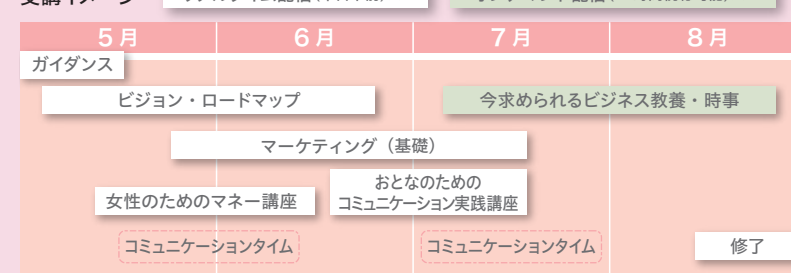 5月 6月 7月 8月
ガイダンス
ビジョン・ロードマップ
今求められるビジネス教養・時事
マーケティング（基礎）
女性のためのマネー講座
おとなのための
コミュニケーション実践講座
コミュニケーションタイム
コミュニケーションタイム
修了